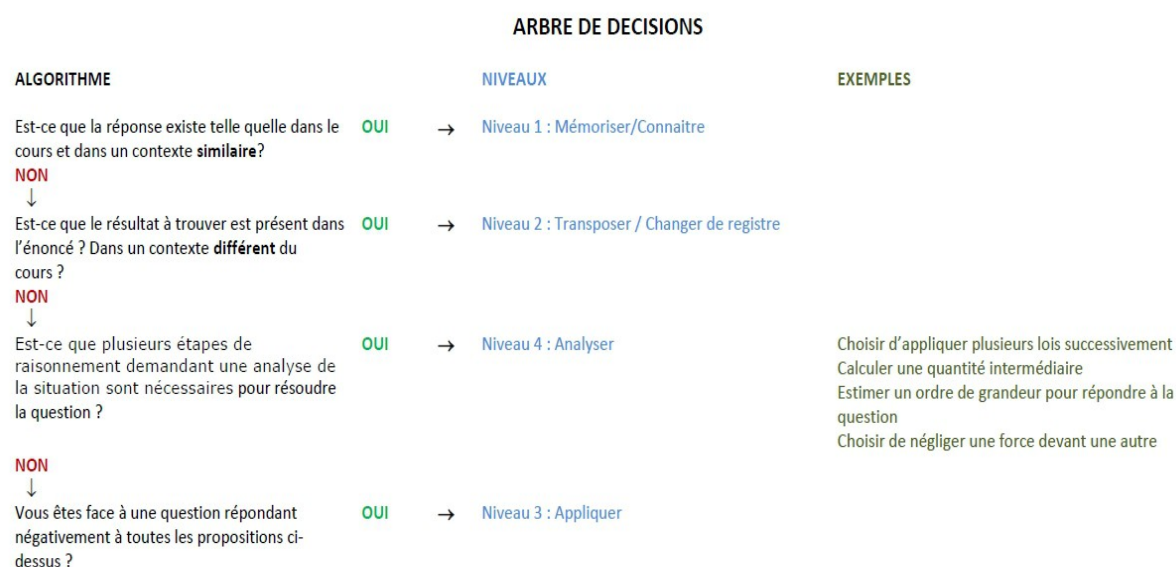 ARBRE DE DECISIONS
ALGORITHME NIVEAUX EXEMPLES
Est-ce que la réponse existe telle quelle dans le OUI → Niveau 1 : Mémoriser/Connaitre
cours et dans un contexte similaire?
NON
↓
Est-ce que le résultat à trouver est présent dans OUI → Niveau 2 : Transposer / Changer de registre
l'énoncé ? Dans un contexte différent du
cours ?
NON
↓
Est-ce que plusieurs étapes de OUI → Niveau 4 : Analyser Choisir d'appliquer plusieurs lois successivement
raisonnement demandant une analyse de Calculer une quantité intermédiaire
la situation sont nécessaires pour résoudre Estimer un ordre de grandeur pour répondre à la
la question ? question
Choisir de négliger une force devant une autre
NON
↓
Vous êtes face à une question répondant OUI → Niveau 3 : Appliquer
négativement à toutes les propositions ci-
dessus ?